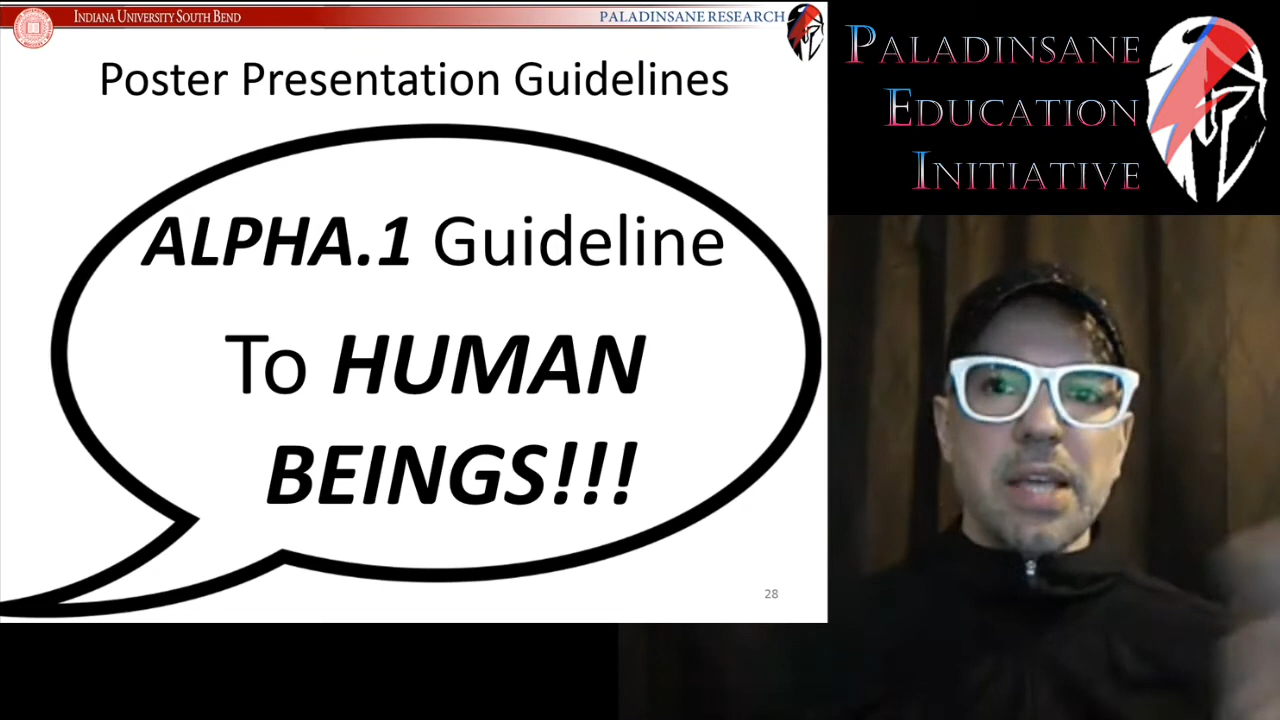 INDIANA UNIVERSITY SOUTH BEND
PALADINSANE RESEARCH
Poster Presentation Guidelines
ALPHA.1 Guideline
To HUMAN
BEINGS!!!
28
PALADINSANE
EDUCATION
INITIATIVE